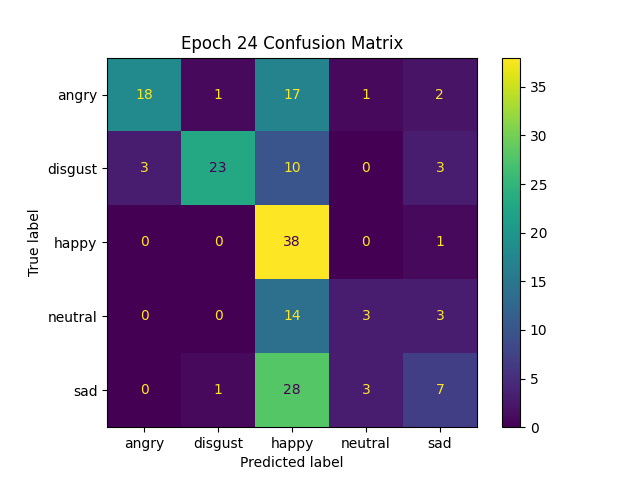 Epoch 24 Confusion Matrix
angry 18 1 17 1 2
disgust 3 23 10 0 3
happy 0 0 38 0 1
neutral 0 0 14 3 3
sad 0 1 28 3 7
angry disgust happy neutral sad
Predicted label
True label
35
30
25
20
15
10
5
0